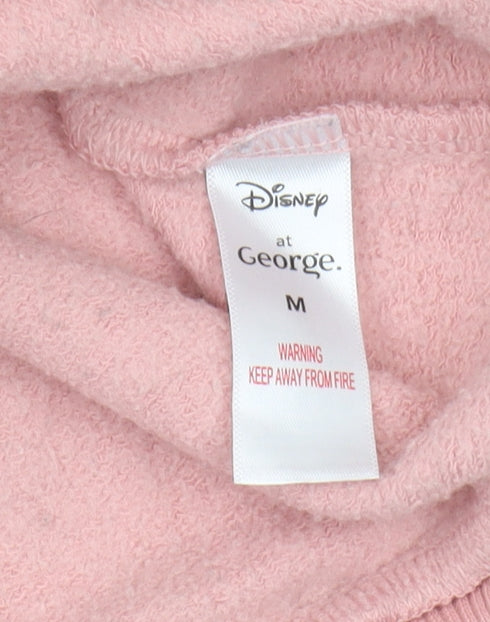 Disney
at
George.
M
WARNING
KEEP AWAY FROM FIRE